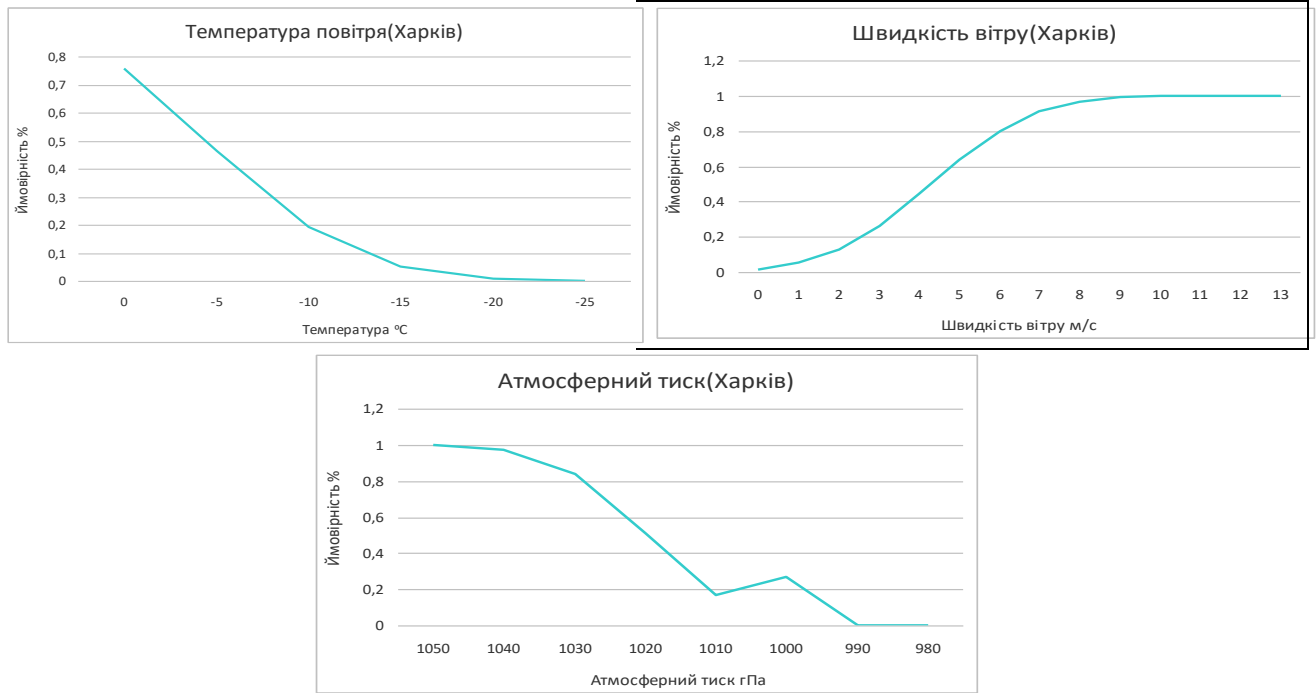 Температура повітря(Харків)
0,8
0,7
0,6
0,5
0,4
0,3
0,2
0,1
0
Ймовірність %
0 -5 -10 -15 -20 -25
Температура ºС
Швидкість вітру(Харків)
1,2
1
0,8
0,6
0,4
0,2
0
Ймовірність %
0 1 2 3 4 5 6 7 8 9 10 11 12 13
Швидкість вітру м/с
Атмосферний тиск(Харків)
1,2
1
0,8
0,6
0,4
0,2
0
Ймовірність %
1050 1040 1030 1020 1010 1000 990 980
Атмосферний тиск гПа